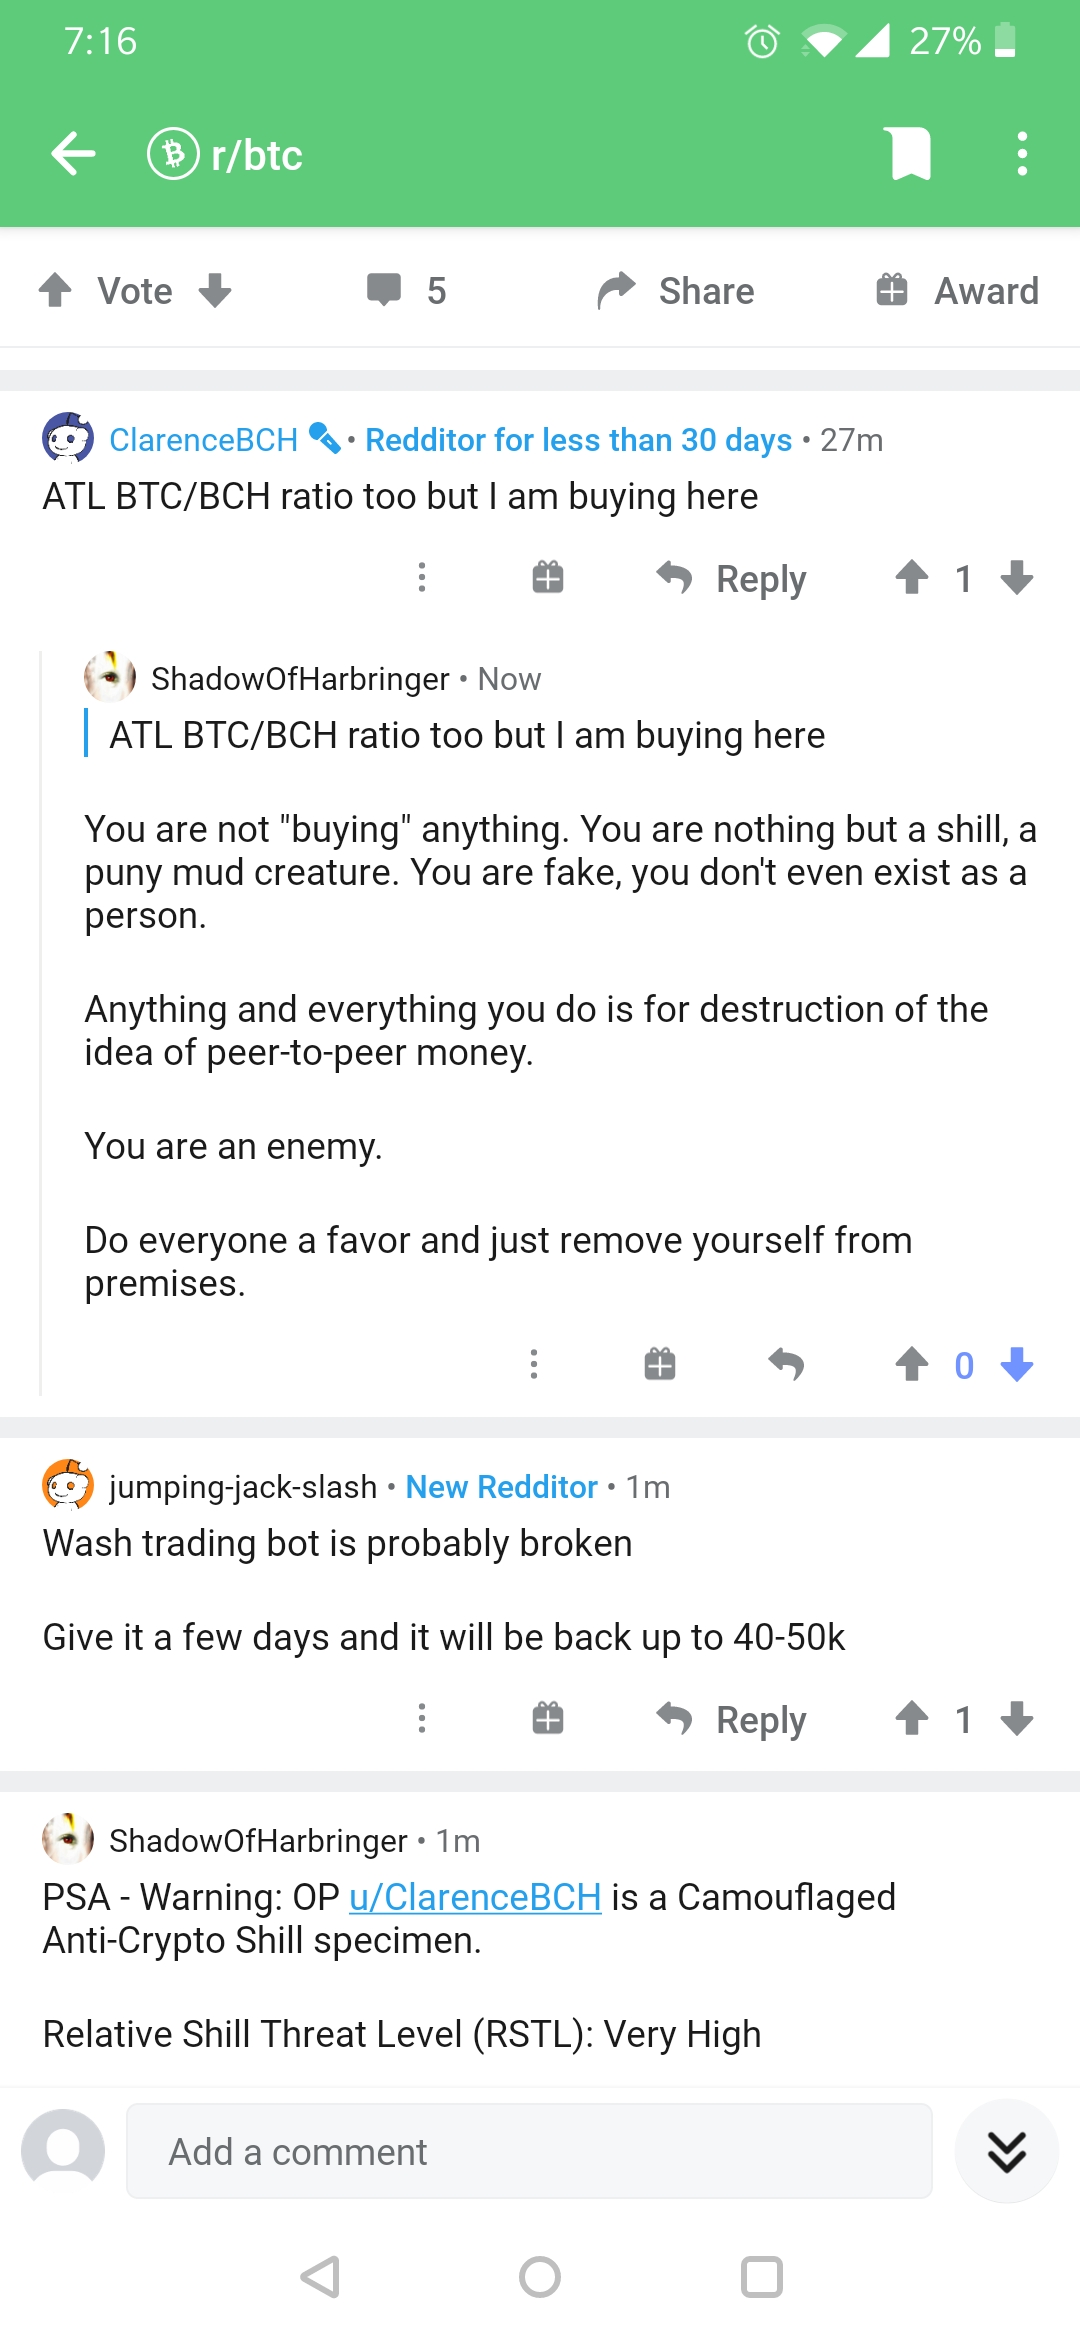 7:16
27%
r/btc
Vote
5
Share
Award
ClarenceBCH • Redditor for less than 30 days • 27m
ATL BTC/BCH ratio too but I am buying here
Reply
1
ShadowOfHarbringer • Now
ATL BTC/BCH ratio too but I am buying here
You are not "buying" anything. You are nothing but a shill, a
puny mud creature. You are fake, you don't even exist as a
person.
Anything and everything you do is for destruction of the
idea of peer-to-peer money.
You are an enemy.
Do everyone a favor and just remove yourself from
premises.
0
jumping-jack-slash • New Redditor • 1m
Wash trading bot is probably broken
Give it a few days and it will be back up to 40-50k
Reply
1
ShadowOfHarbringer • 1m
PSA - Warning: OP u/ClarenceBCH is a Camouflaged
Anti-Crypto Shill specimen.
Relative Shill Threat Level (RSTL): Very High
Add a comment